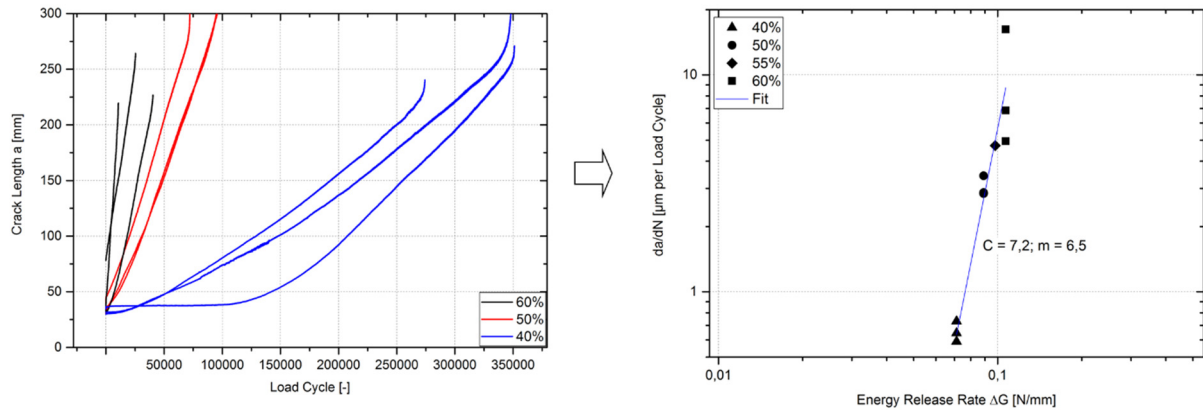 300
250
200
150
100
50
0
Crack Length a [mm]
50000 100000 150000 200000 250000 300000 350000
Load Cycle [-]
60%
50%
40%
10
1
da/dN [µm per Load Cycle]
40%
50%
55%
60%
Fit
C = 7,2; m = 6,5
0,01 0,1
Energy Release Rate ΔG [N/mm]